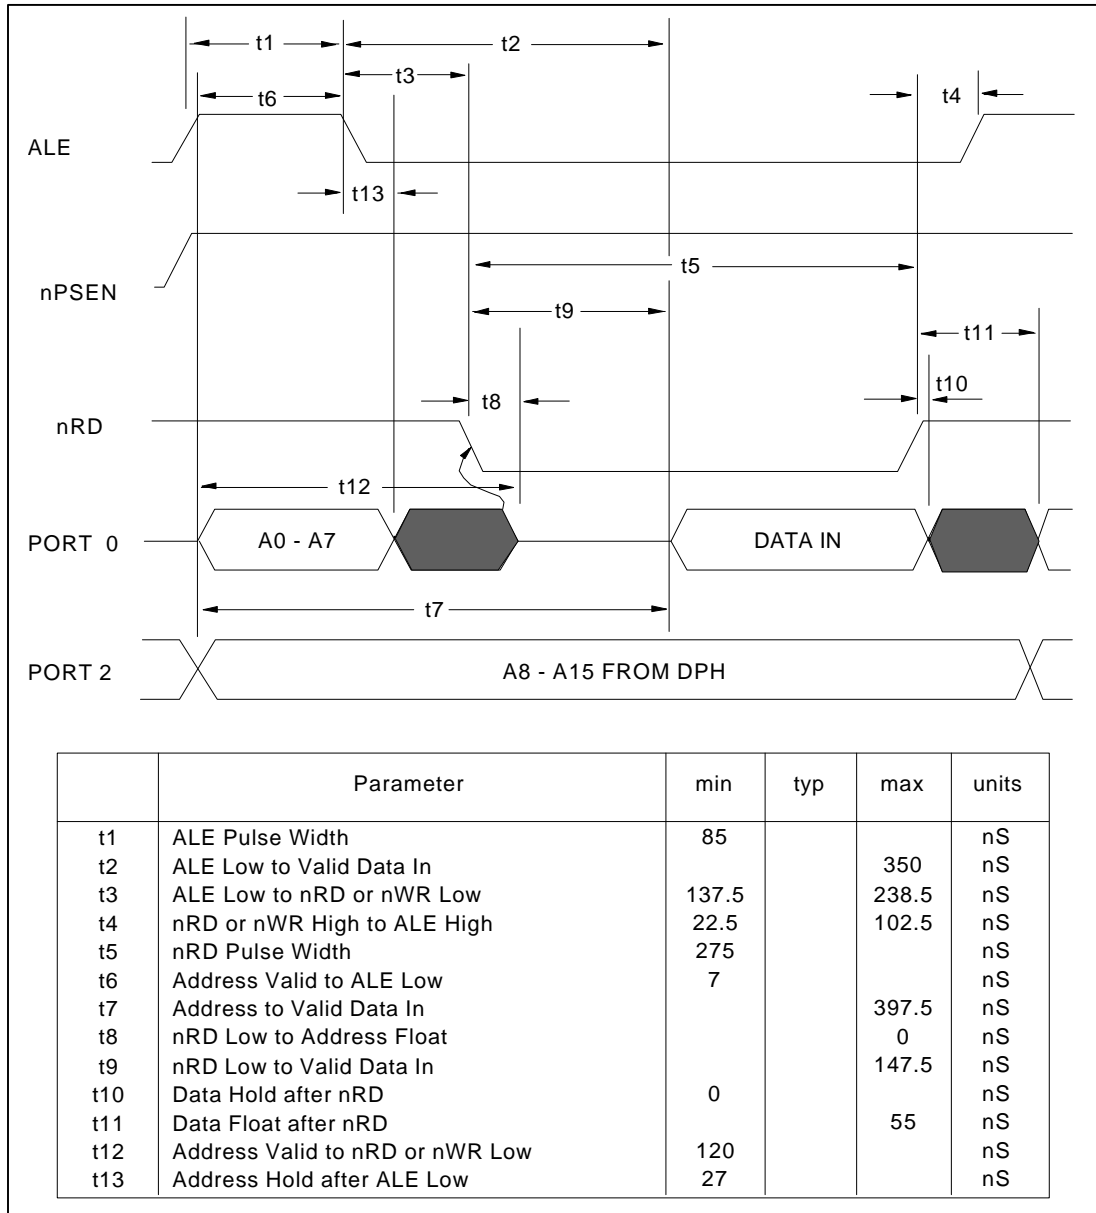 t1
t2
t3
t6
t4
ALE
t13
t5
nPSEN
t9
t11
t10
t8
nRD
t12
PORT 0
A0 - A7
DATA IN
t7
PORT 2
A8 - A15 FROM DPH
Parameter min typ max units
t1 ALE Pulse Width 85 nS
t2 ALE Low to Valid Data In 350 nS
t3 ALE Low to nRD or nWR Low 137.5 238.5 nS
t4 nRD or nWR High to ALE High 22.5 102.5 nS
t5 nRD Pulse Width 275 nS
t6 Address Valid to ALE Low 7 nS
t7 Address to Valid Data In 397.5 nS
t8 nRD Low to Address Float 0 nS
t9 nRD Low to Valid Data In 147.5 nS
t10 Data Hold after nRD 0 nS
t11 Data Float after nRD 55 nS
t12 Address Valid to nRD or nWR Low 120 nS
t13 Address Hold after ALE Low 27 nS